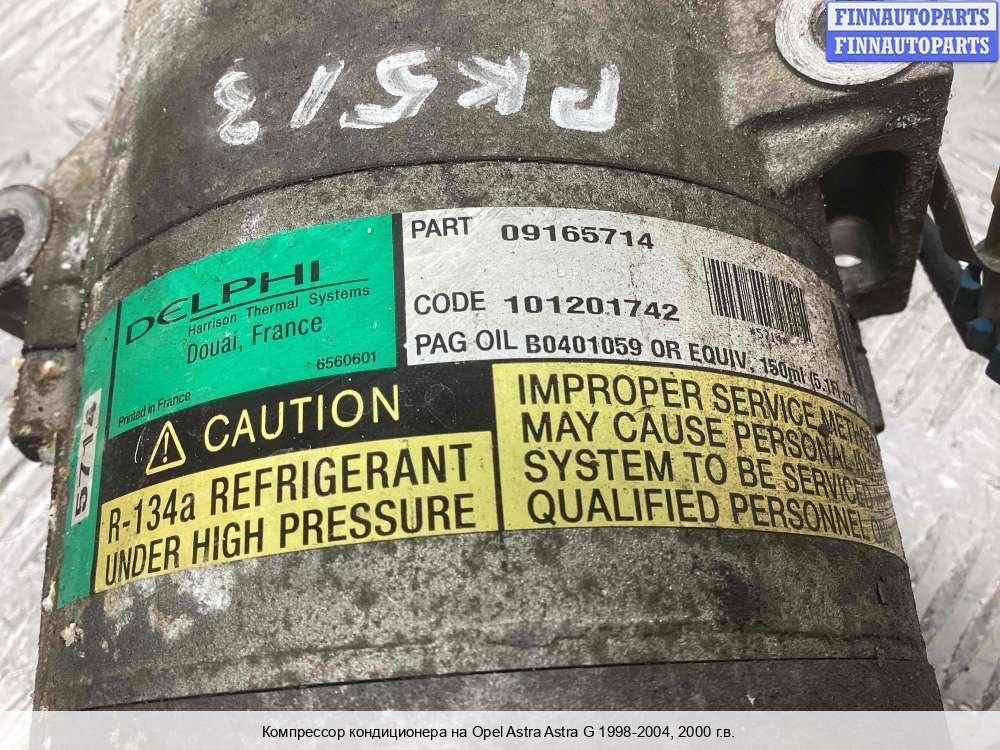 FINNAUTOPARTS
FINNAUTOPARTS
PK513
DELPHI
Harrison Thermal Systems
Douai, France
6560601
Printed in France
PART 09165714
CODE 101201742
PAG OIL B0401059 OR EQUIV, 150ml
5714
CAUTION
R-134a REFRIGERANT
UNDER HIGH PRESSURE
IMPROPER SERVICE
MAY CAUSE PERSONAL
SYSTEM TO BE
QUALIFIED PERSONNEL
Компрессор кондиционера на Opel Astra Astra G 1998-2004, 2000 г.в.